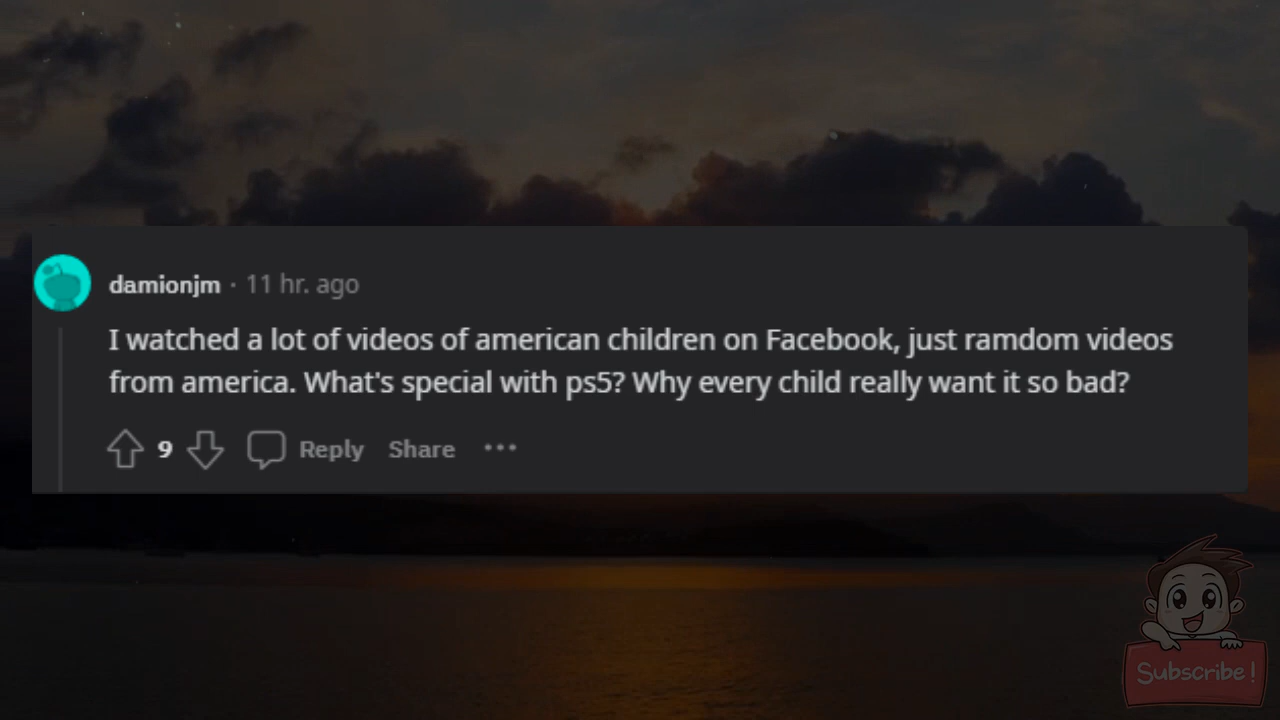 damionjm · 11 hr. ago
I watched a lot of videos of american children on Facebook, just ramdom videos
from america. What's special with ps5? Why every child really want it so bad?
9 Reply Share ···
Subscribe!